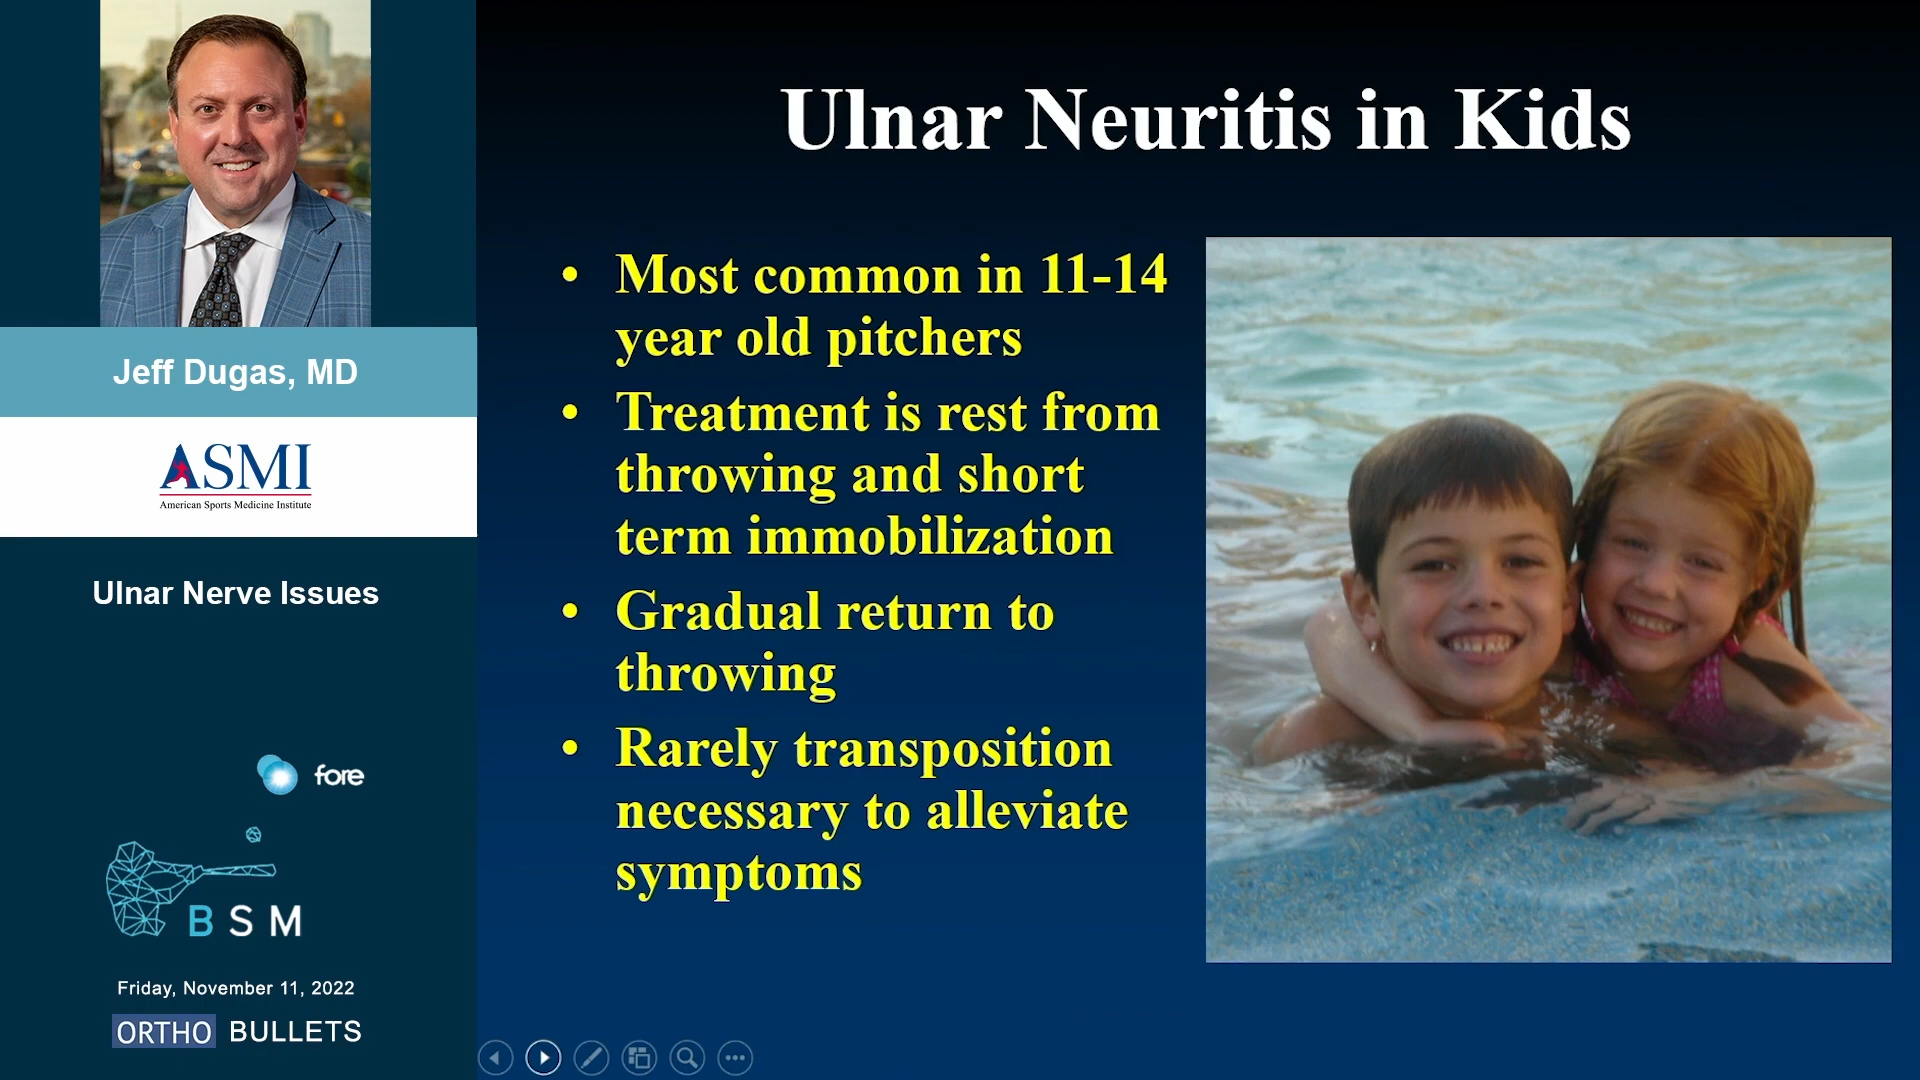 Jeff Dugas, MD
ASMI
American Sports Medicine Institute
Ulnar Nerve Issues
fore
BSM
Friday, November 11, 2022
ORTHO BULLETS
Ulnar Neuritis in Kids
• Most common in 11-14
year old pitchers
• Treatment is rest from
throwing and short
term immobilization
• Gradual return to
throwing
• Rarely transposition
necessary to alleviate
symptoms